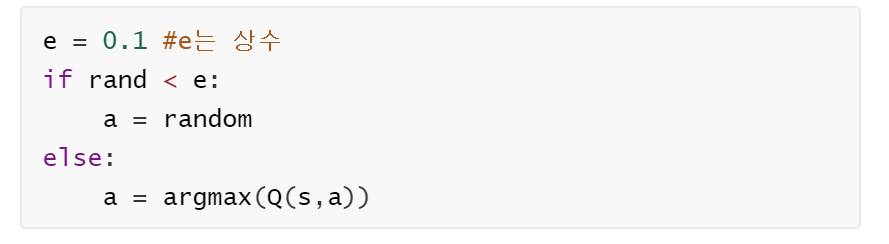 e = 0.1 #e는 상수
if rand < e:
    a = random
else:
    a = argmax(Q(s,a))